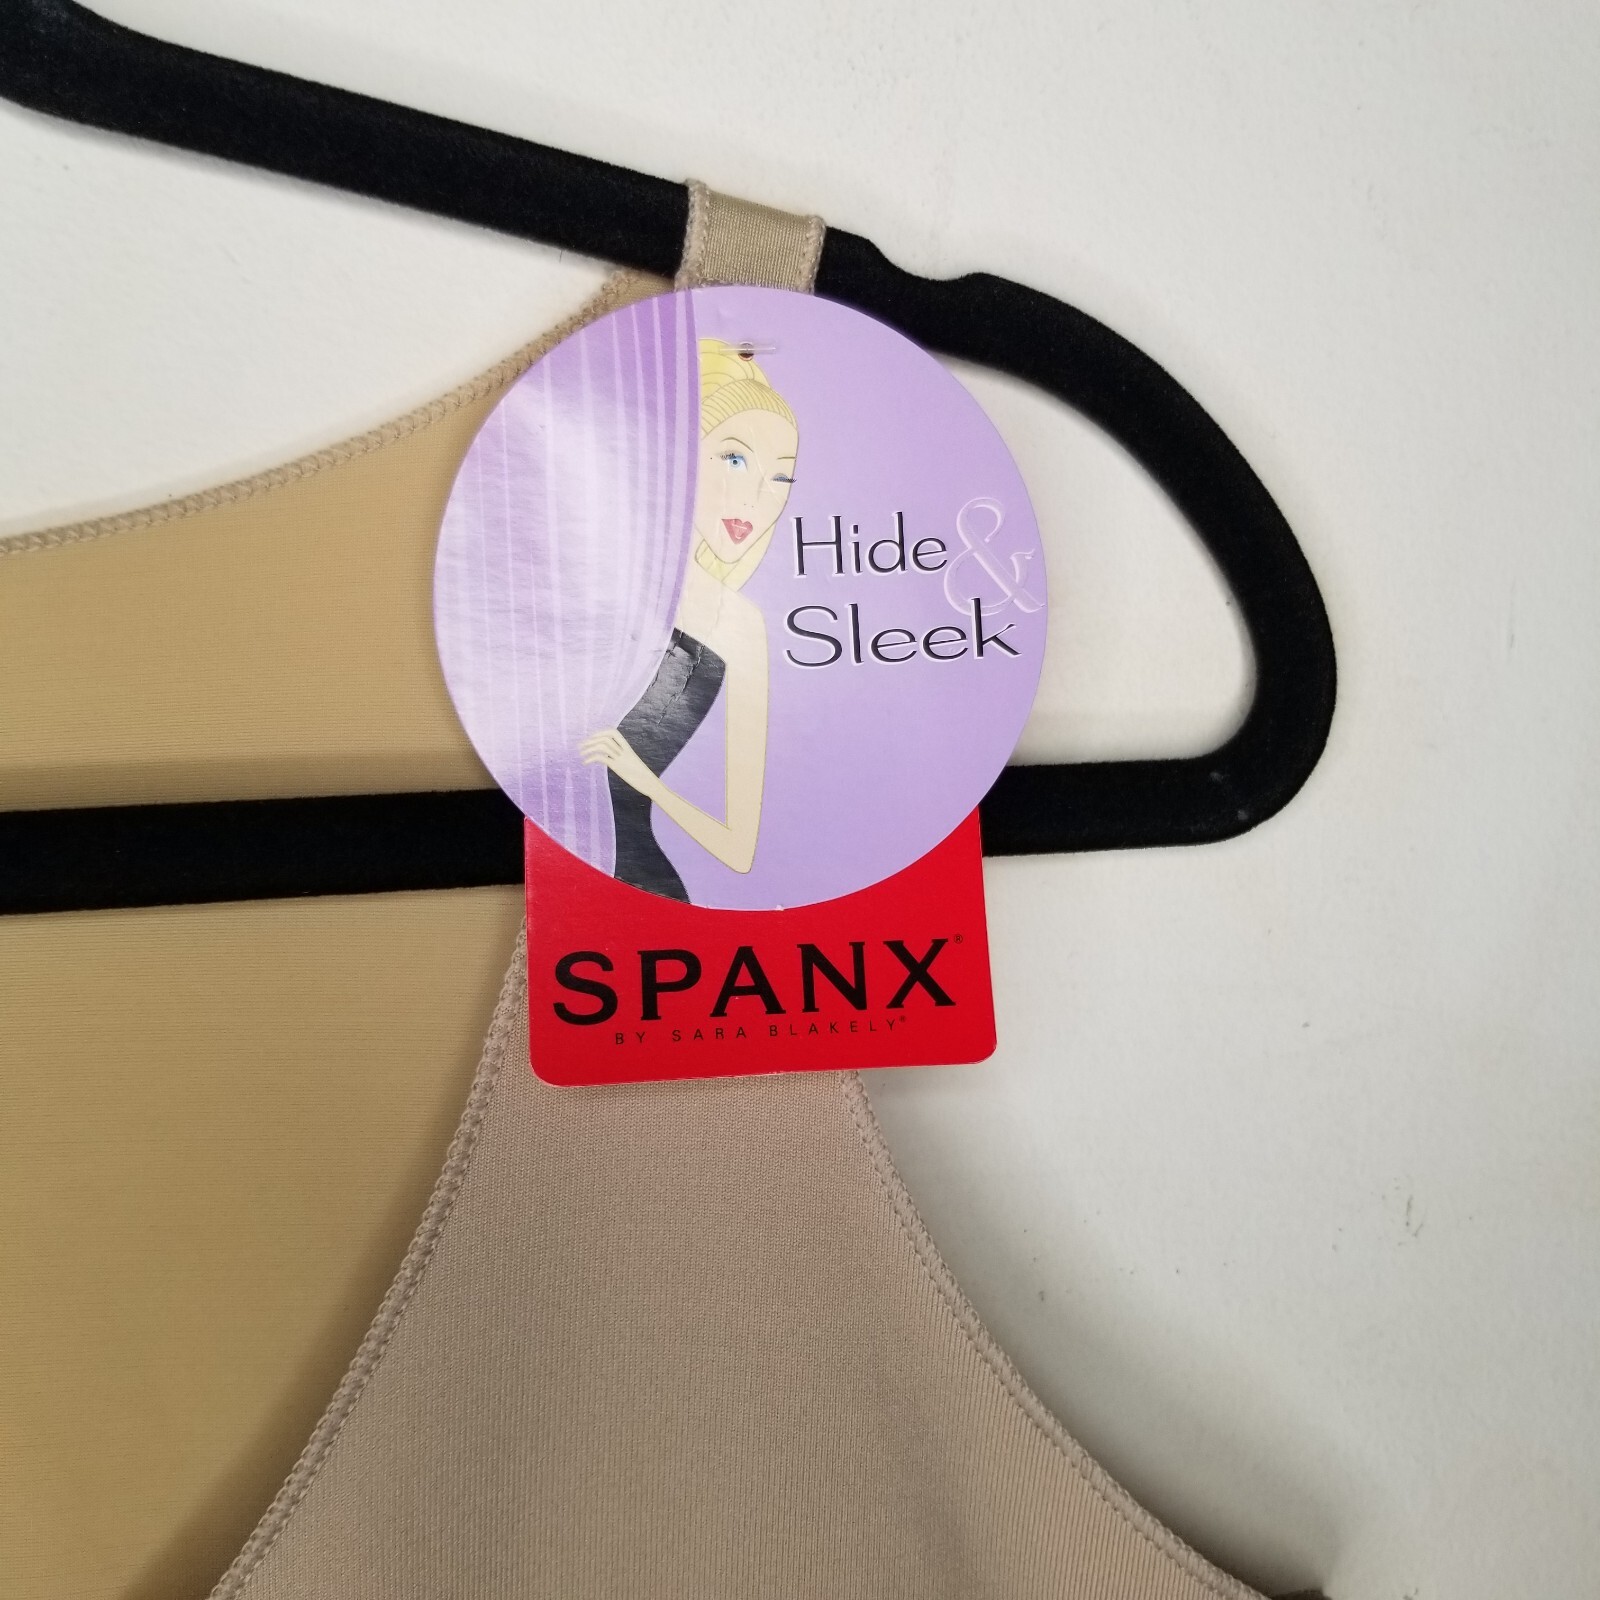 Hide &
Sleek
SPANX®
BY SARA BLAKELY®